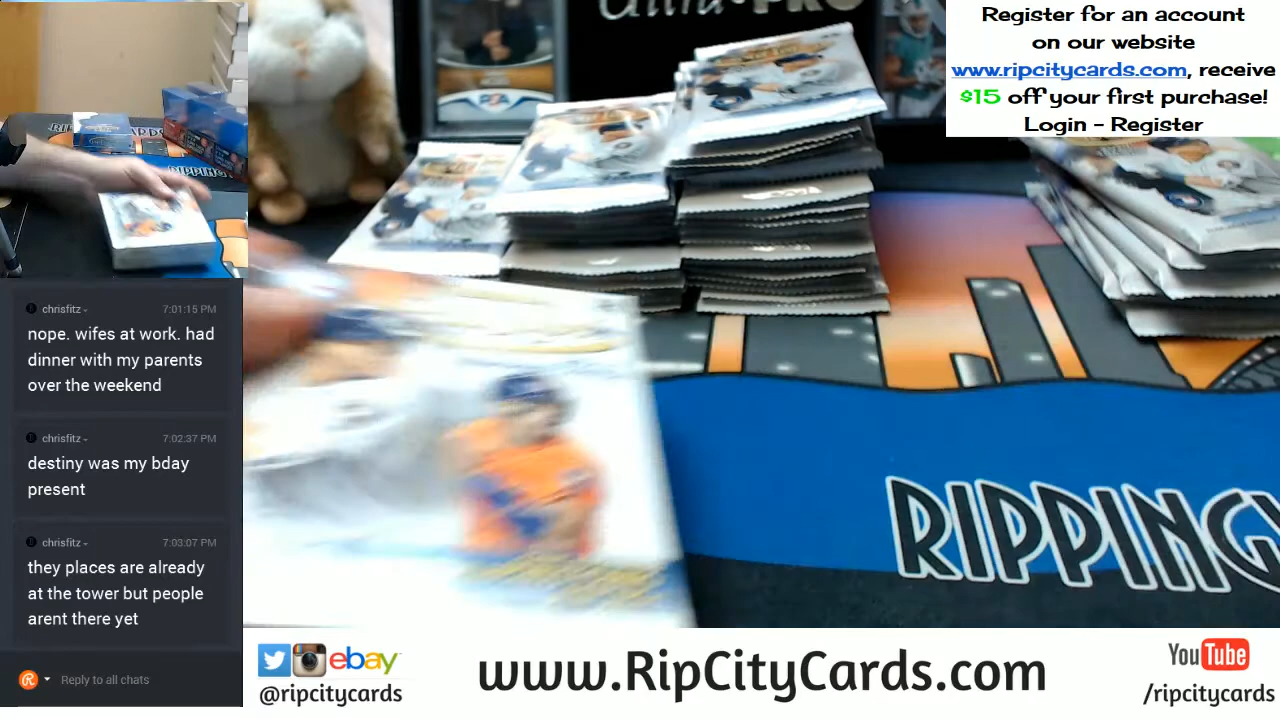 Ultra PRO
Register for an account
on our website
www.ripcitycards.com, receive
$15 off your first purchase!
Login - Register
chrisfitz
7:01:15 PM
nope. wifes at work. had
dinner with my parents
over the weekend
chrisfitz
7:02:37 PM
destiny was my bday
present
chrisfitz
7:03:07 PM
they places are already
at the tower but people
arent there yet
Reply to all chats
RIPPING
ebay
@ripcitycards
www.RipCityCards.com
YouTube
/ripcitycards